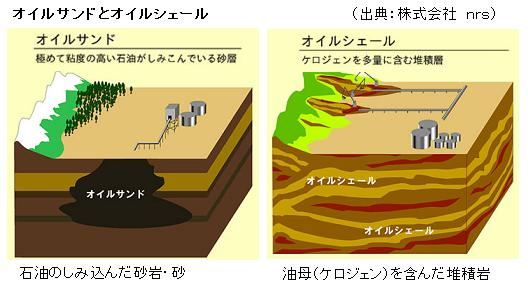 オイルサンドとオイルシェール
（出典：株式会社 nrs）
オイルサンド
極めて粘度の高い石油がしみこんでいる砂層
オイルサンド
石油のしみ込んだ砂岩・砂
オイルシェール
ケロジェンを多量に含む堆積層
オイルシェール
オイルシェール
油母（ケロジェン）を含んだ堆積岩